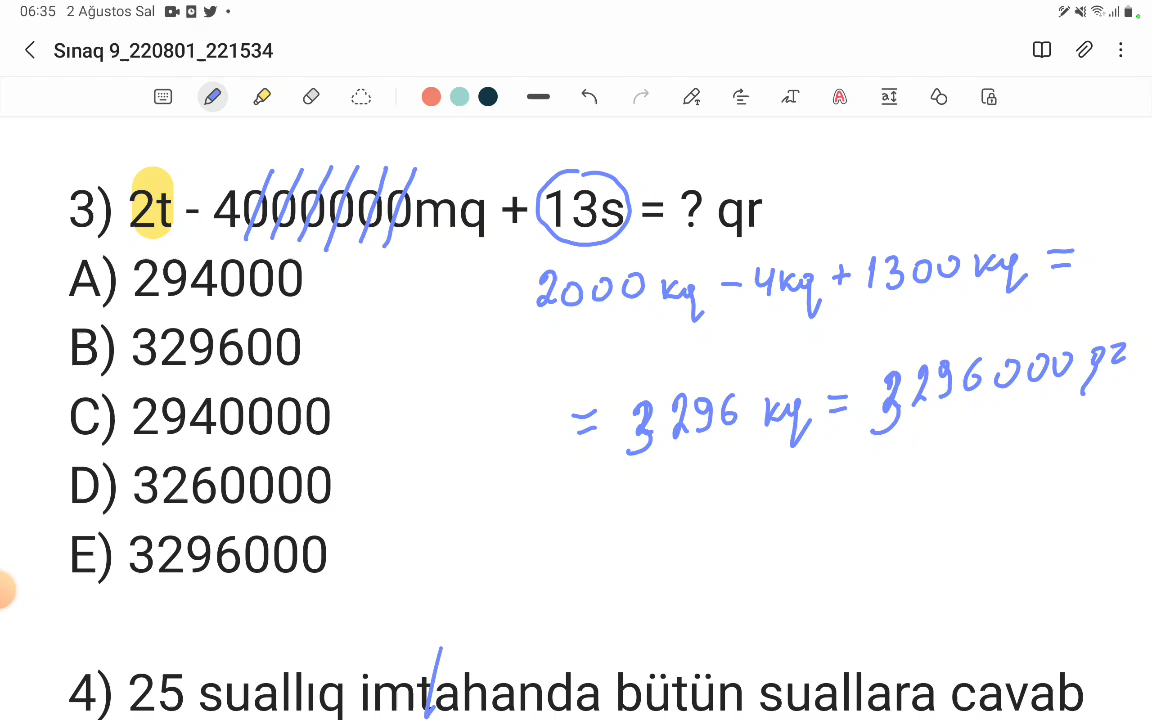 06:35 2 Ağustos Sal
Sınaq 9_220801_221534
3) 2t - 4000000mq + 13s = ? qr
2000 kq - 4kq + 1300 kq =
A) 294000
B) 329600
= 3296 kq = 3296000 qr
C) 2940000
D) 3260000
E) 3296000
4) 25 suallıq imtahanda bütün suallara cavab